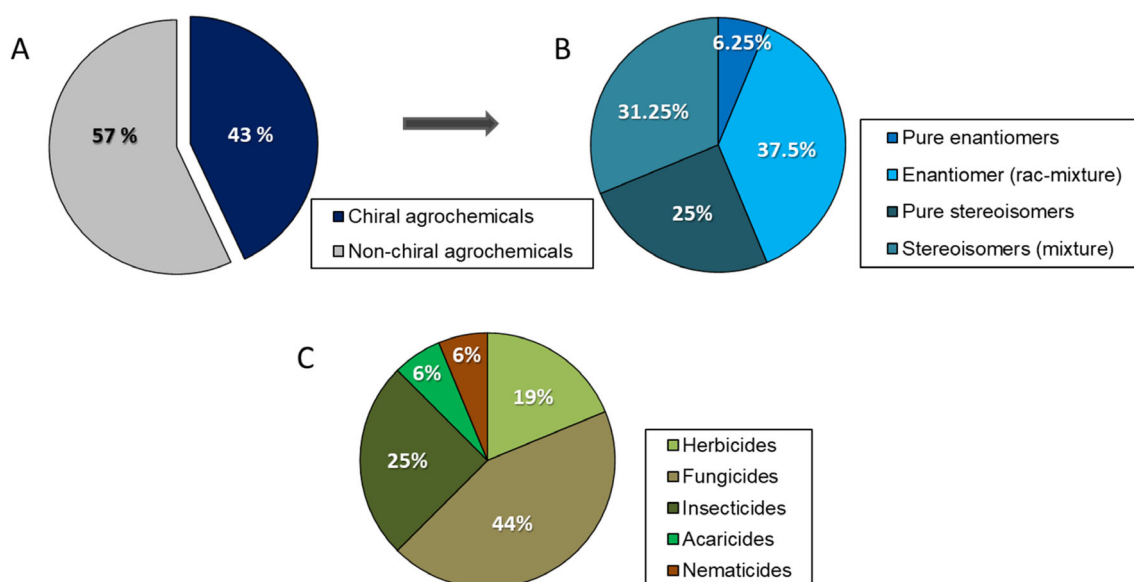 A
57 %
43 %
Chiral agrochemicals
Non-chiral agrochemicals
B
6.25%
31.25%
37.5%
25%
Pure enantiomers
Enantiomer (rac-mixture)
Pure stereoisomers
Stereoisomers (mixture)
C
6%
6%
19%
25%
44%
Herbicides
Fungicides
Insecticides
Acaricides
Nematicides